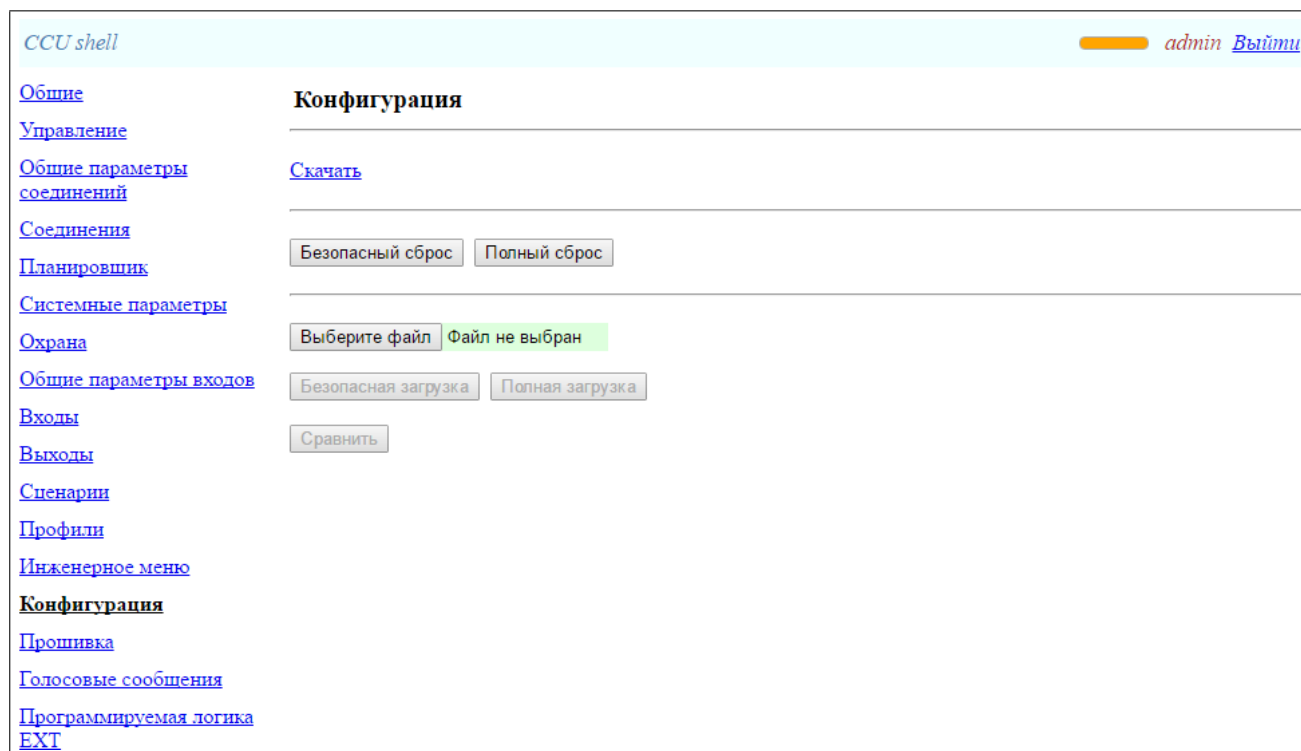 CCU shell
admin Выйти
Общие
Управление
Общие параметры
соединений
Соединения
Планировщик
Системные параметры
Охрана
Общие параметры входов
Входы
Выходы
Сценарии
Профили
Инженерное меню
Конфигурация
Прошивка
Голосовые сообщения
Программируемая логика
EXT
Конфигурация
Скачать
Безопасный сброс Полный сброс
Выберите файл Файл не выбран
Безопасная загрузка Полная загрузка
Сравнить